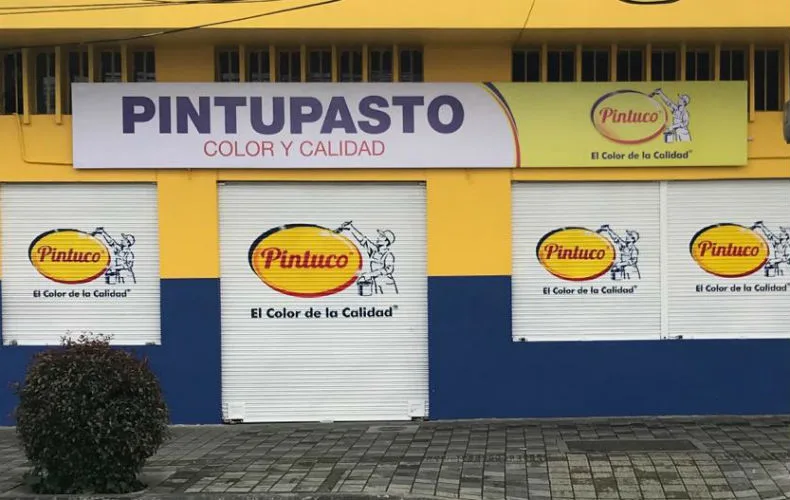 PINTUPASTO
COLOR Y CALIDAD
Pintuco®
El Color de la Calidad®
Pintuco
El Color de la Calidad®
Pintuco®
El Color de la Calidad®
Pintuco
El Color de la Calidad®
Pintuco
El Color de la Calidad®